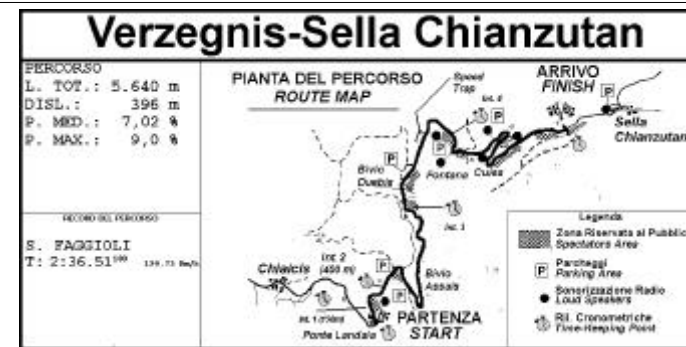 Verzegnis-Sella Chianzutan
PERCORSO
L. TOT.: 5.640 m
DISL.: 396 m
P. MED.: 7,02 %
P. MAX.: 9,0 %
RECORD DEL PERCORSO
S. FAGGIOLI
T: 2:36.51
PIANTA DEL PERCORSO
ROUTE MAP
Speed
Trap
ARRIVO
FINISH
P
Sella
Chianzutan
P
Bivio
Duebis
P
Fontana
P
Int. 3
Int. 2
(450 m)
Chiaicis
P
Bivio
Assais
P
PARTENZA
START
Ponte Landaia
Legenda
Zona Riservata al Pubblico
Spectators Area
P
Parcheggi
Parking Area
Sonorizzazione Radio
Loud Speakers
Ril. Cronometriche
Time-Keeping Point